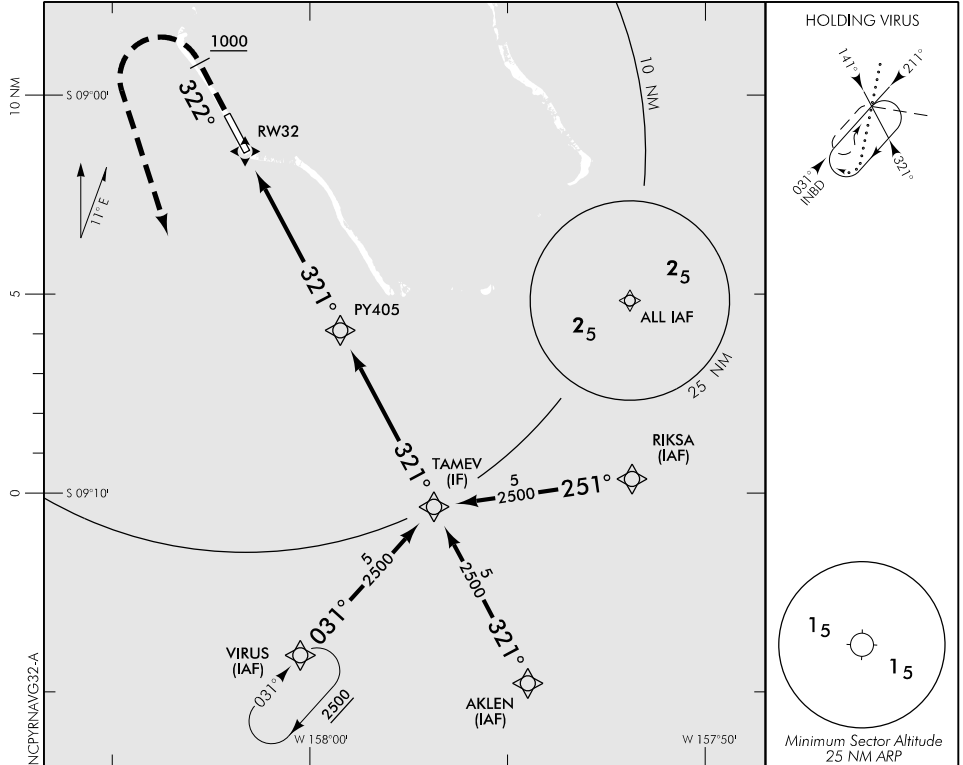 HOLDING VIRUS
141°
211°
031°
INBD
321°
1000
322°
RW32
10 NM
10 NM
S 09°00'
11° E
321°
PY405
5
2₅
2₅
ALL IAF
25 NM
321°
TAMEV
(IF)
RIKSA
(IAF)
5
2500
251°
0
S 09°10'
5
2500
031°
5
2500
321°
VIRUS
(IAF)
031°
2500
AKLEN
(IAF)
W 158°00'
W 157°50'
NCPYRNAVG32-A
1₅
1₅
Minimum Sector Altitude
25 NM ARP